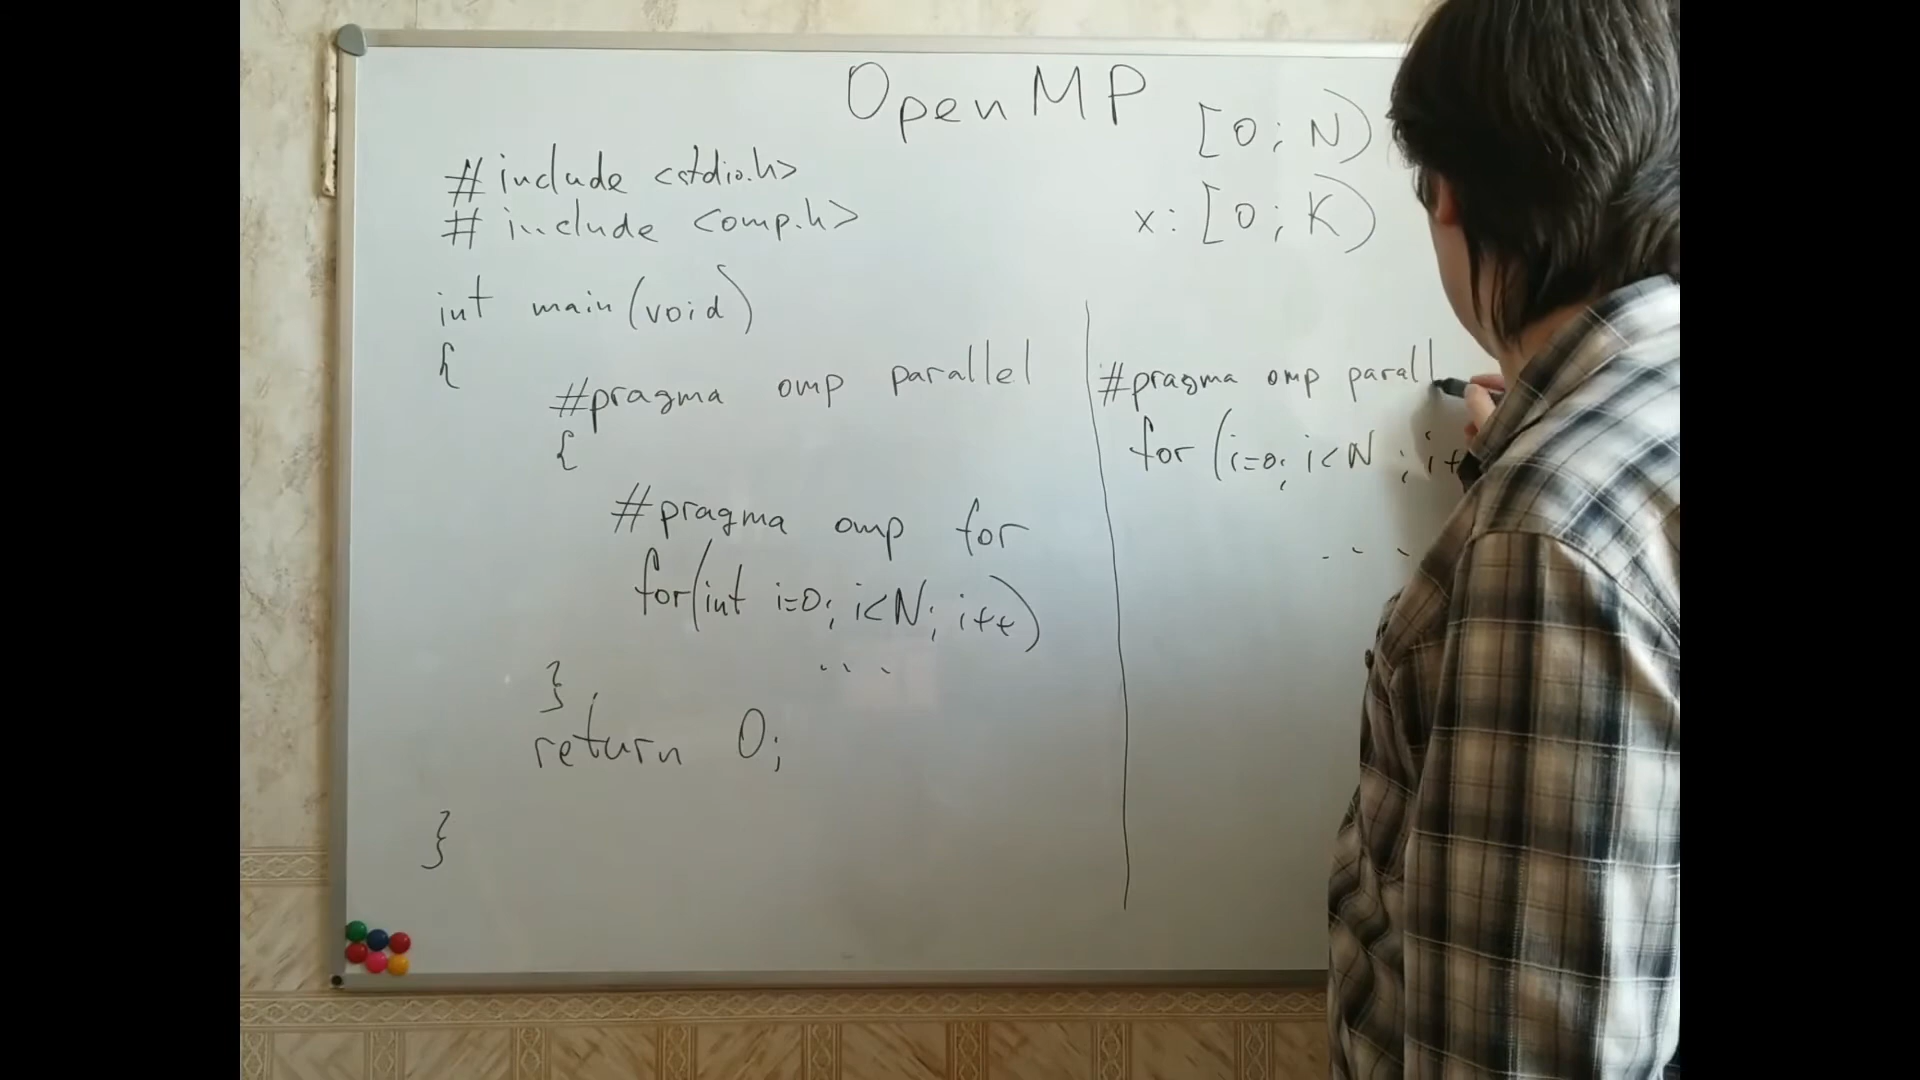 OpenMP
[0; N)
x: [0; K)
#include <stdio.h>
#include <omp.h>
int main(void)
{
#pragma omp parallel
{
#pragma omp for
for(int i=0; i<N; i++)
...
}
return 0;
}
#pragma omp parall
for (i=0; i<N ; i+
...